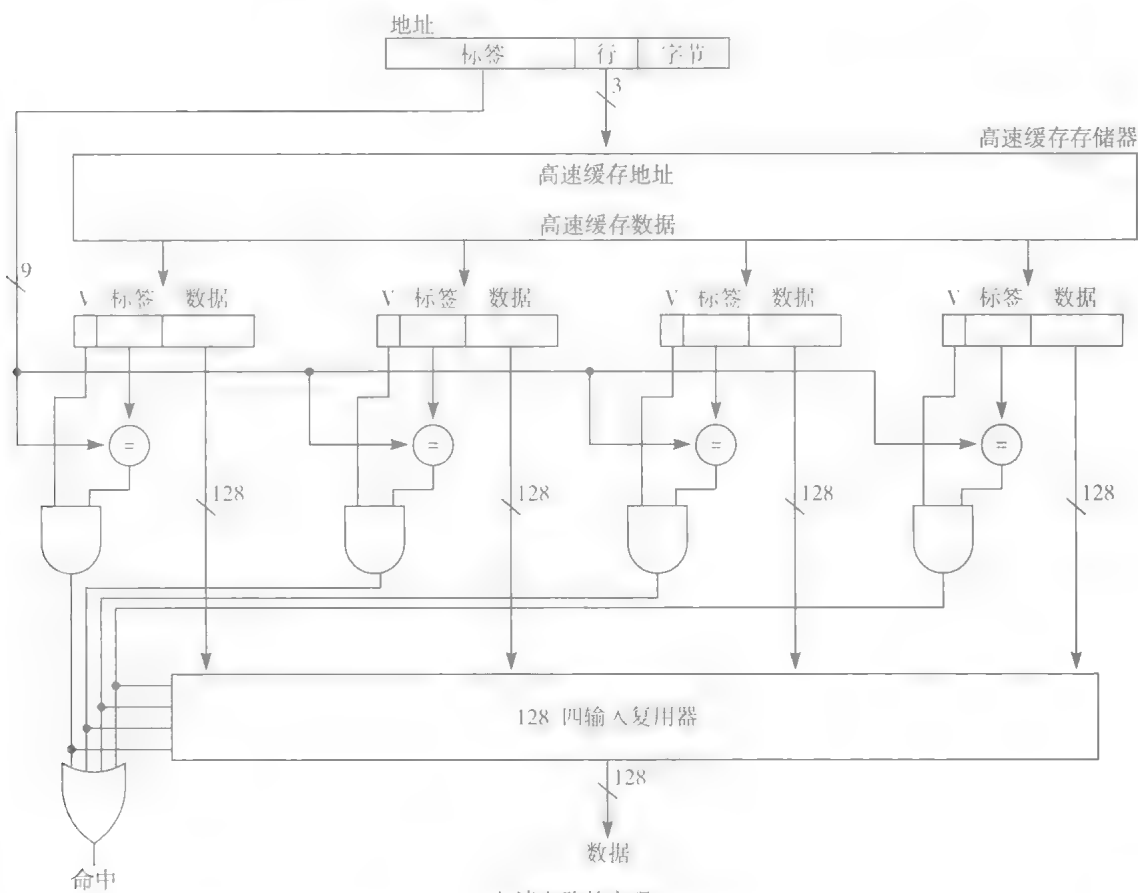 地址
标签 行 字节
3
高速缓存存储器
高速缓存地址
高速缓存数据
9
V 标签 数据 V 标签 数据 V 标签 数据 V 标签 数据
= = = =
128 128 128 128
128 四输入复用器
128
数据
命中